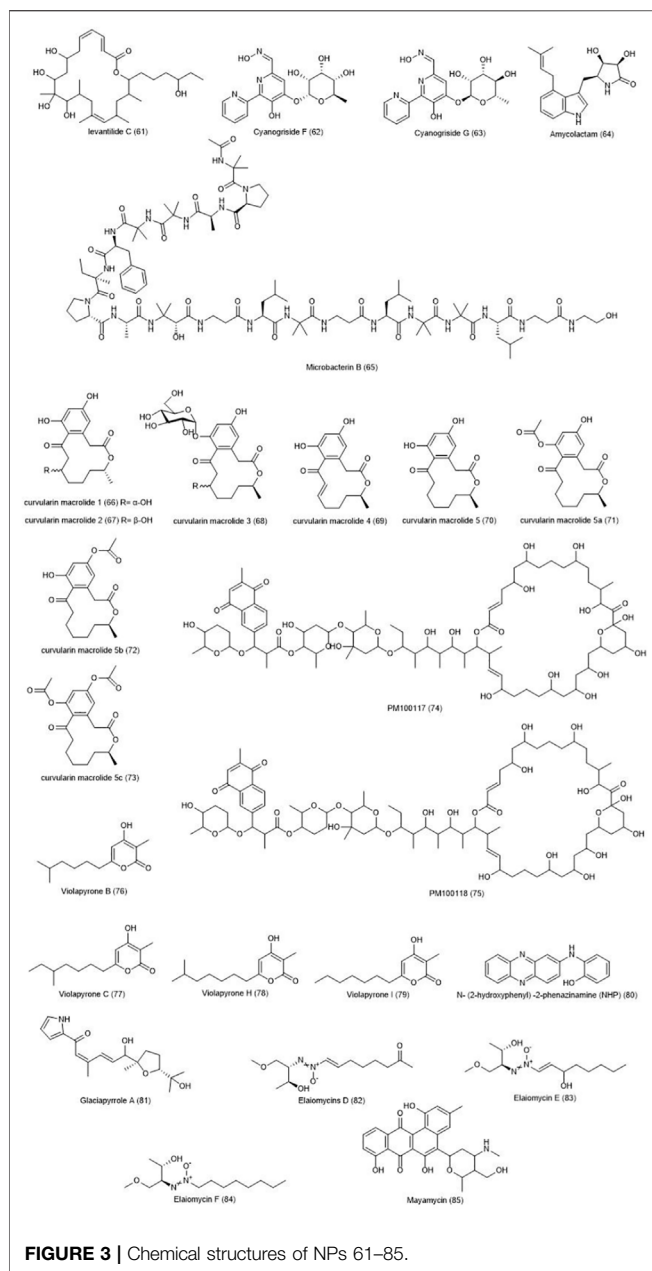 levantilide C (61)
Cyanogriside F (62)
Cyanogriside G (63)
Amycolactam (64)
Microbacterin B (65)
curvularin macrolide 1 (66) R= α-OH
curvularin macrolide 2 (67) R= β-OH
curvularin macrolide 3 (68)
curvularin macrolide 4 (69)
curvularin macrolide 5 (70)
curvularin macrolide 5a (71)
curvularin macrolide 5b (72)
PM100117 (74)
curvularin macrolide 5c (73)
PM100118 (75)
Violapyrone B (76)
Violapyrone C (77)
Violapyrone H (78)
Violapyrone I (79)
N- (2-hydroxyphenyl) -2-phenazinamine (NHP) (80)
Glaciapyrrole A (81)
Elaiomycins D (82)
Elaiomycin E (83)
Elaiomycin F (84)
Mayamycin (85)
FIGURE 3 | Chemical structures of NPs 61–85.